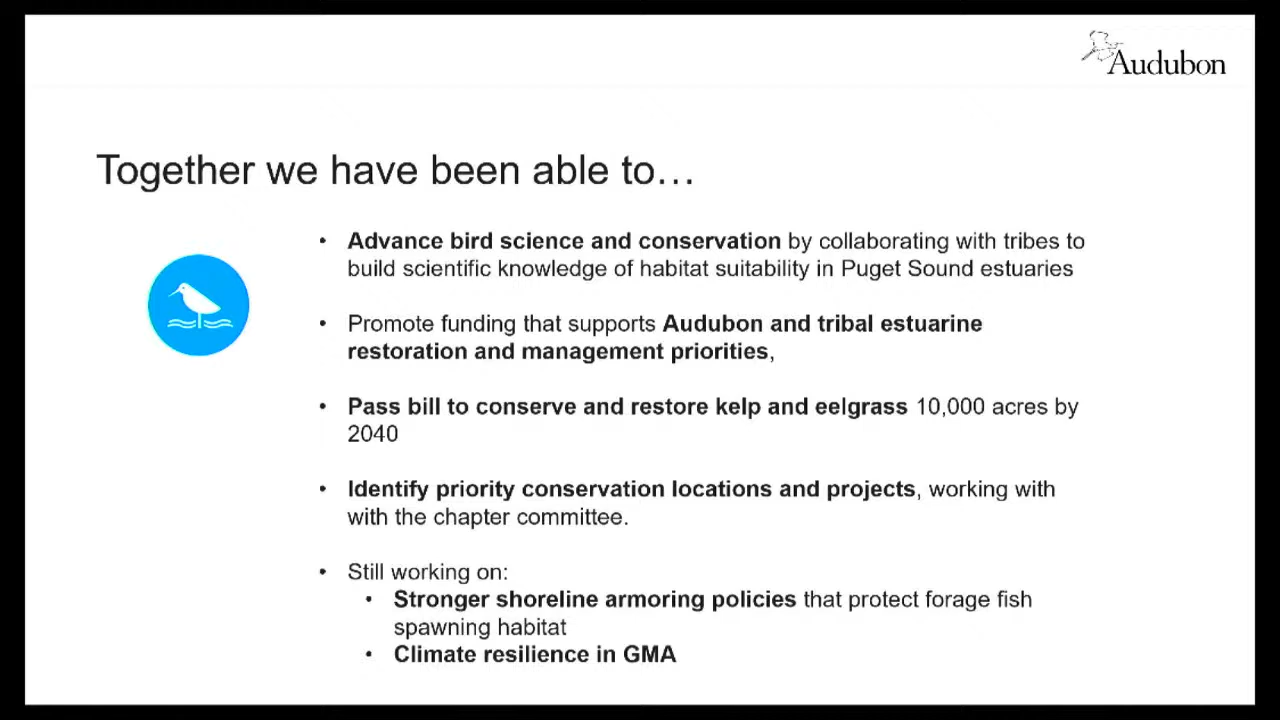 Audubon
Together we have been able to…
• Advance bird science and conservation by collaborating with tribes to
build scientific knowledge of habitat suitability in Puget Sound estuaries
• Promote funding that supports Audubon and tribal estuarine
restoration and management priorities,
• Pass bill to conserve and restore kelp and eelgrass 10,000 acres by
2040
• Identify priority conservation locations and projects, working with
with the chapter committee.
• Still working on:
• Stronger shoreline armoring policies that protect forage fish
spawning habitat
• Climate resilience in GMA